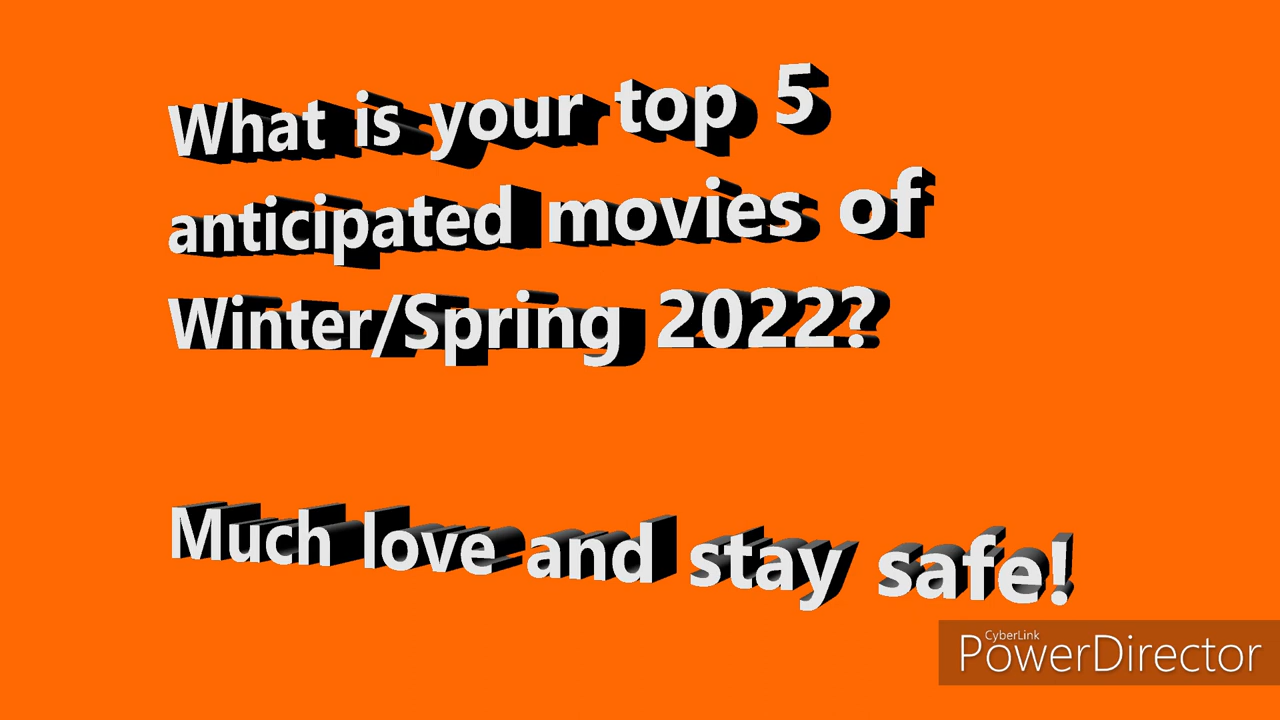 What is your top 5
anticipated movies of
Winter/Spring 2022?
Much love and stay safe!
CyberLink
PowerDirector